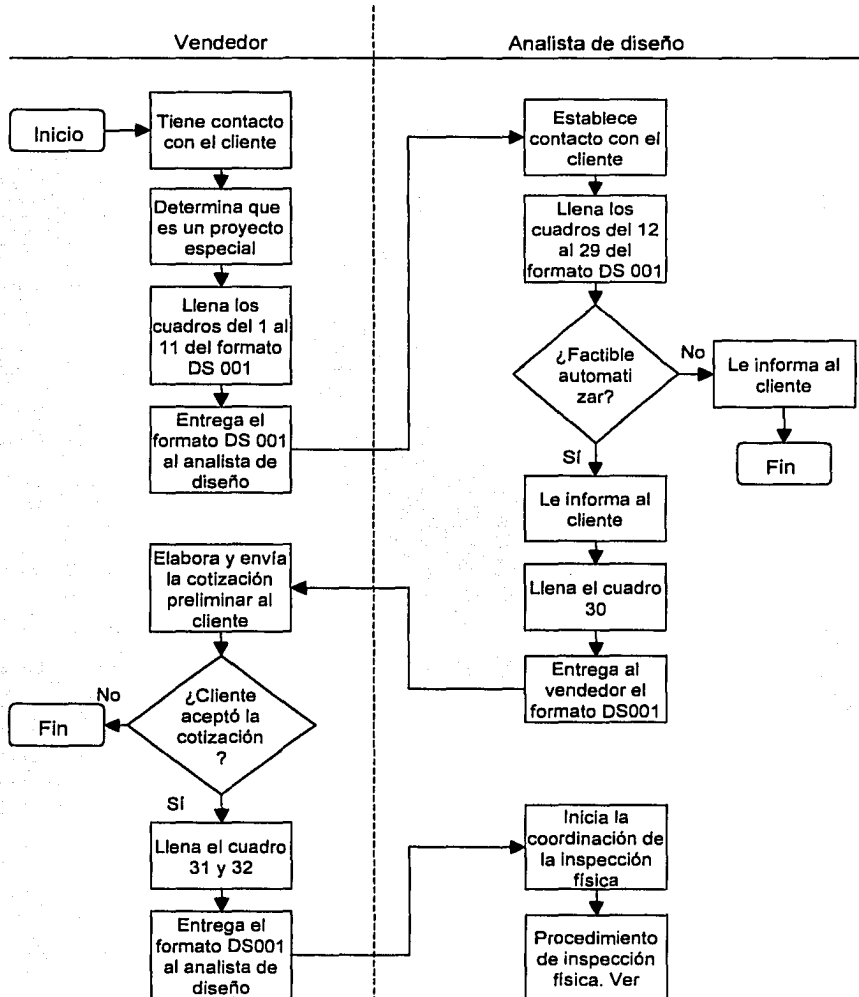 Vendedor
Analista de diseño
Inicio
Tiene contacto
con el cliente
Determina que
es un proyecto
especial
Llena los
cuadros del 1 al
11 del formato
DS 001
Entrega el
formato DS 001
al analista de
diseño
Establece
contacto con el
cliente
Llena los
cuadros del 12
al 29 del
formato DS 001
¿Factible
automati
zar?
No
Le informa al
cliente
Fin
Sí
Le informa al
cliente
Llena el cuadro
30
Entrega al
vendedor el
formato DS001
Elabora y envía
la cotización
preliminar al
cliente
¿Cliente
aceptó la
cotización
?
No
Fin
Sí
Llena el cuadro
31 y 32
Entrega el
formato DS001
al analista de
diseño
Inicia la
coordinación de
la inspección
física
Procedimiento
de inspección
física. Ver